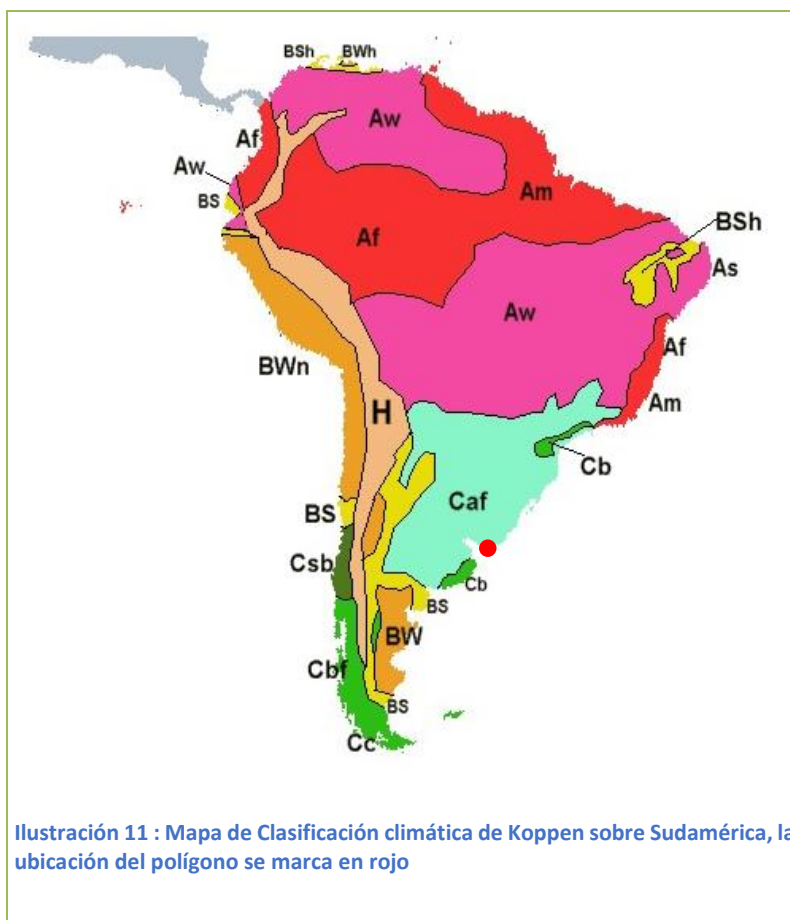 BSh BWh
Aw
Af
Aw
BS
Am
Af
BSh
As
Aw
Af
BWn
Am
H
Cb
Caf
BS
Csb
Cb
BS
BW
Cbf
BS
Cc
Ilustración 11 : Mapa de Clasificación climática de Koppen sobre Sudamérica, la
ubicación del polígono se marca en rojo